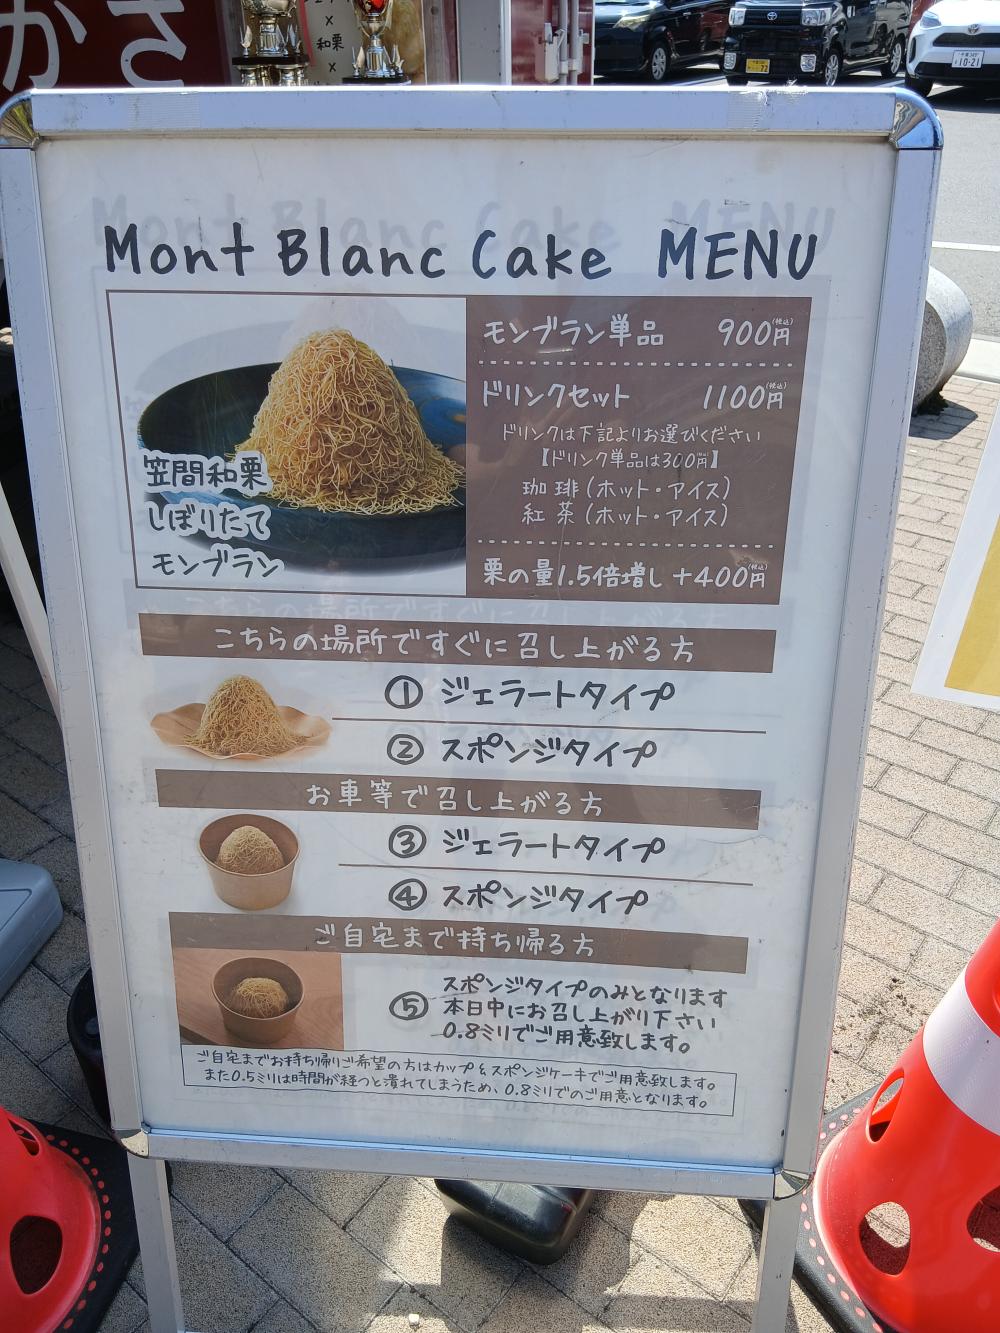 かさ
×
和栗
×
72
10-21
Mont Blanc Cake MENU
モンブラン単品 900円(税込)
ドリンクセット 1100円(税込)
ドリンクは下記よりお選びください
【ドリンク単品は300円】
珈琲(ホット・アイス)
紅茶(ホット・アイス)
栗の量1.5倍増し +400円(税込)
笠間和栗
しぼりたて
モンブラン
こちらの場所ですぐに召し上がる方
① ジェラートタイプ
② スポンジタイプ
お車等で召し上がる方
③ ジェラートタイプ
④ スポンジタイプ
ご自宅まで持ち帰る方
⑤ スポンジタイプのみとなります
本日中にお召し上がり下さい
0.8ミリでご用意致します。
ご自宅までお持ち帰りご希望の方はカップ&スポンジケーキでご用意致します。
また0.5ミリは時間が経つと潰れてしまうため、0.8ミリでのご用意となります。